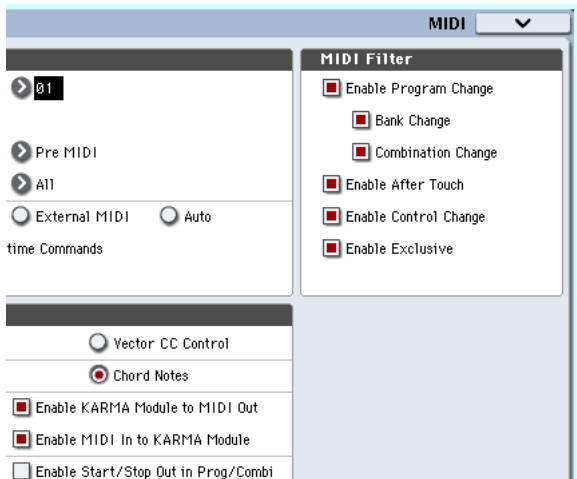 MIDI
MIDI Filter
01
Enable Program Change
Bank Change
Pre MIDI
Combination Change
All
Enable After Touch
External MIDI Auto
Enable Control Change
time Commands
Enable Exclusive
Vector CC Control
Chord Notes
Enable KARMA Module to MIDI Out
Enable MIDI In to KARMA Module
Enable Start/Stop Out in Prog/Combi